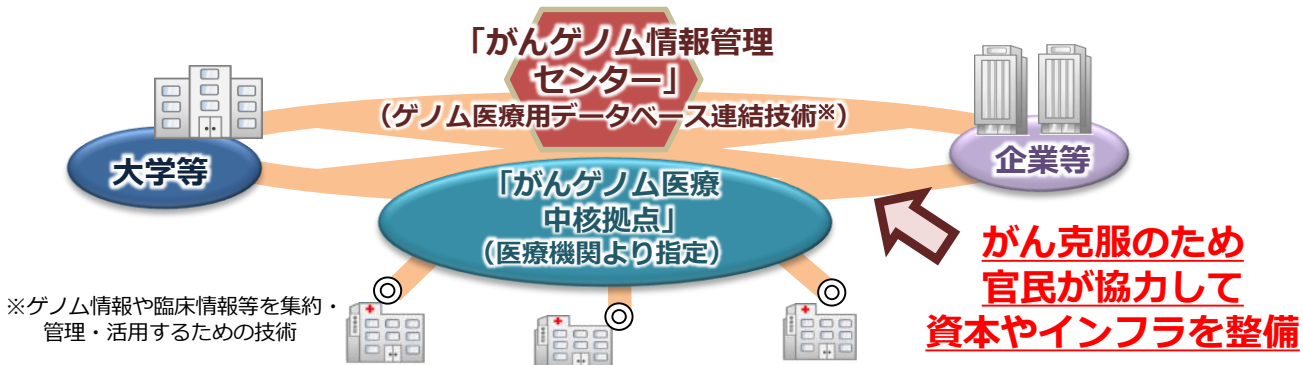 「がんゲノム情報管理
センター」
（ゲノム医療用データベース連結技術※）
大学等
企業等
「がんゲノム医療
中核拠点」
（医療機関より指定）
がん克服のため
官民が協力して
資本やインフラを整備
※ゲノム情報や臨床情報等を集約・
管理・活用するための技術